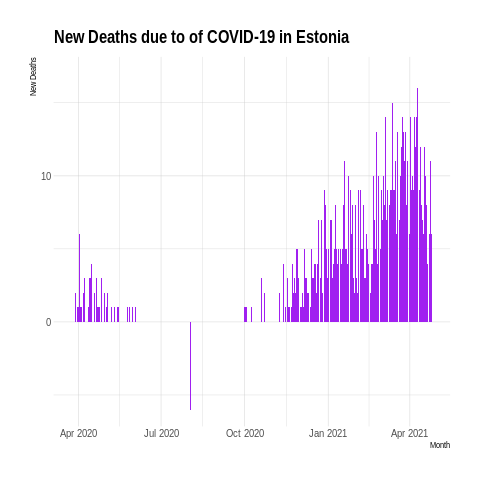 New Deaths due to of COVID-19 in Estonia
New Deaths
10
0
Apr 2020 Jul 2020 Oct 2020 Jan 2021 Apr 2021
Month